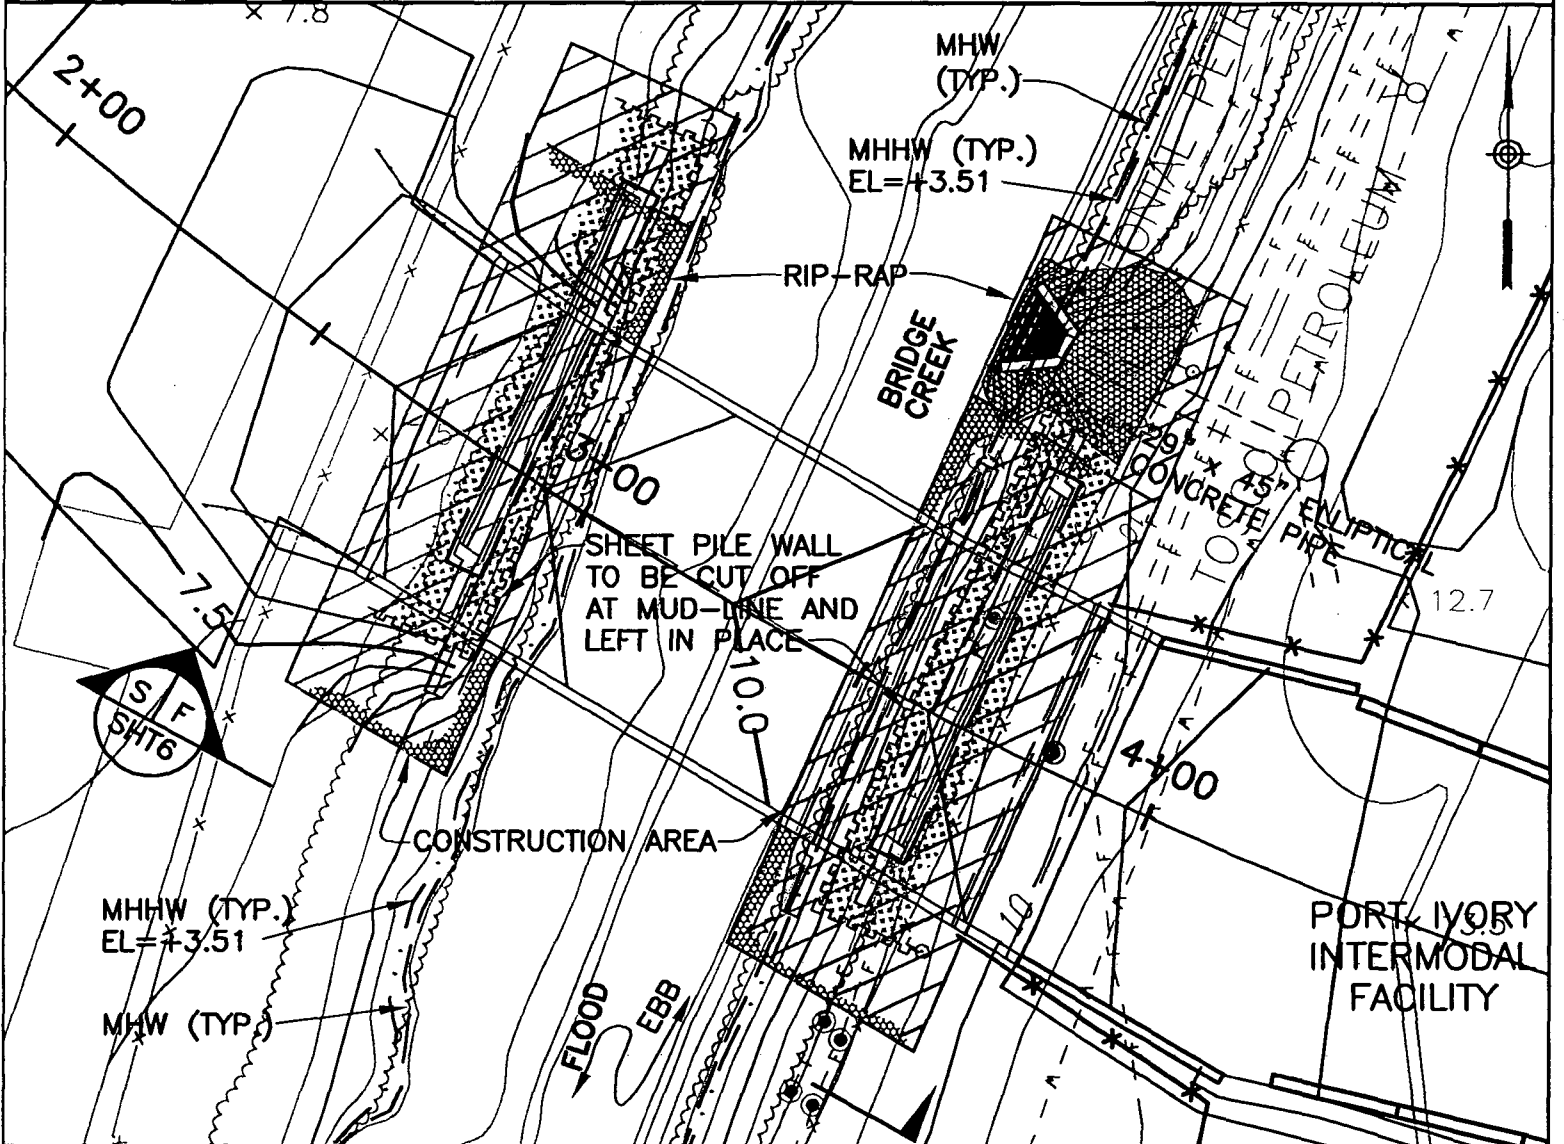 7.8
2+00
MHW
(TYP.)
MHHW (TYP.)
EL=+3.51
RIP-RAP
BRIDGE
CREEK
3+00
29" x 45" ELLIPTICAL
CONCRETE PIPE
SHEET PILE WALL
TO BE CUT OFF
AT MUD-LINE AND
LEFT IN PLACE
12.7
7.5
10.0
S F
SHT6
4+00
CONSTRUCTION AREA
10
MHHW (TYP.)
EL=+3.51
MHW (TYP.)
FLOOD
EBB
PORT IVORY
INTERMODAL
FACILITY